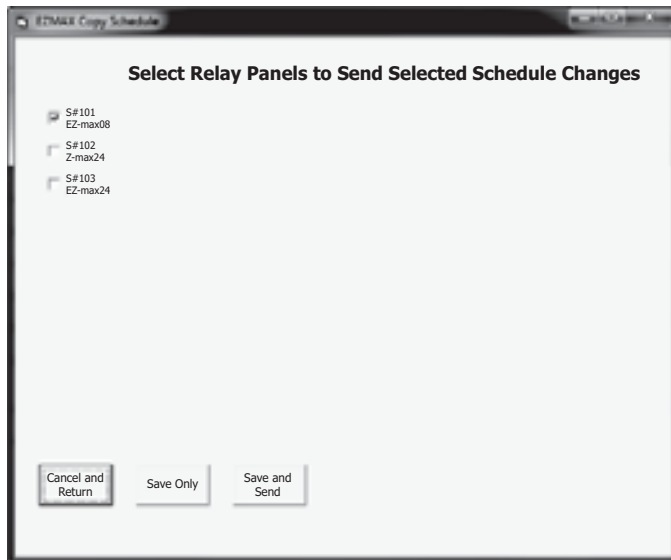 EZMAX Copy Schedule
Select Relay Panels to Send Selected Schedule Changes
S#101
EZ-max08
S#102
Z-max24
S#103
EZ-max24
Cancel and
Return
Save Only
Save and
Send